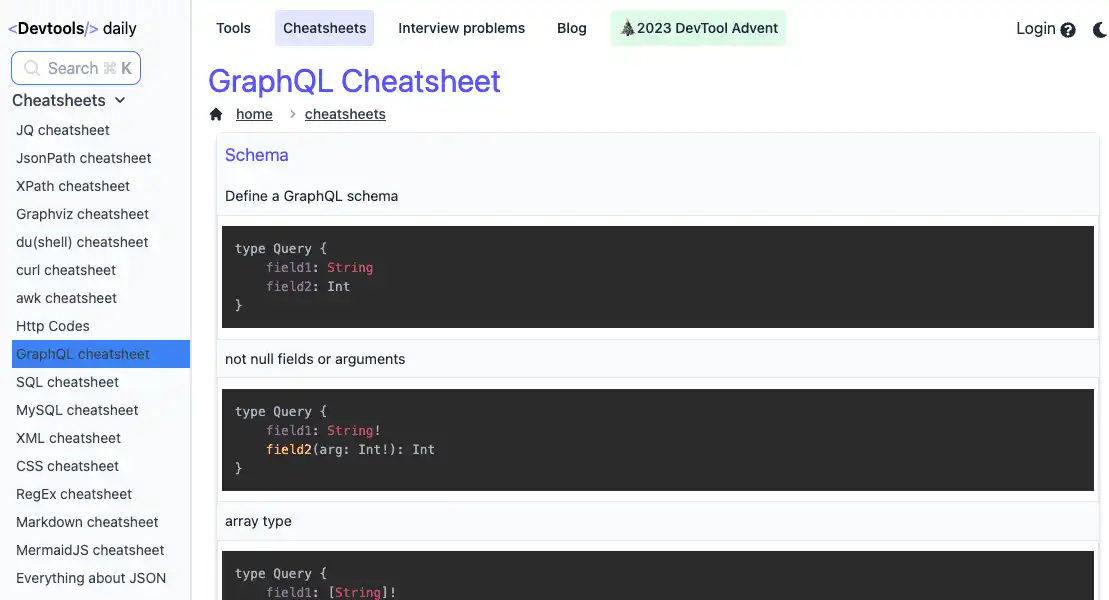 <Devtools/> daily
Tools
Cheatsheets
Interview problems
Blog
🎄2023 DevTool Advent
Login
Search ⌘ K
Cheatsheets
JQ cheatsheet
JsonPath cheatsheet
XPath cheatsheet
Graphviz cheatsheet
du(shell) cheatsheet
curl cheatsheet
awk cheatsheet
Http Codes
GraphQL cheatsheet
SQL cheatsheet
MySQL cheatsheet
XML cheatsheet
CSS cheatsheet
RegEx cheatsheet
Markdown cheatsheet
MermaidJS cheatsheet
Everything about JSON
GraphQL Cheatsheet
home > cheatsheets
Schema
Define a GraphQL schema
type Query {
    field1: String
    field2: Int
}
not null fields or arguments
type Query {
    field1: String!
    field2(arg: Int!): Int
}
array type
type Query {
    field1: [String]!